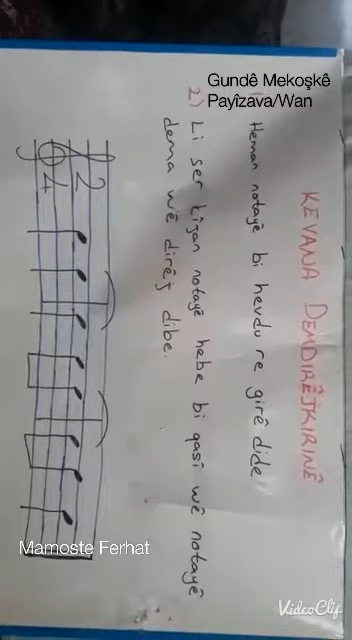 Gundê Mekoşkê
Payîzava/Wan
KEVANA DEMDIRÊJKIRINÊ
Heman notayê bi hevdu re girê dide
2) Li ser kîjan notayê hebe bi qasî wê notayê
dema wê dirêj dibe.
2
4
Mamoste Ferhat
VideoClip